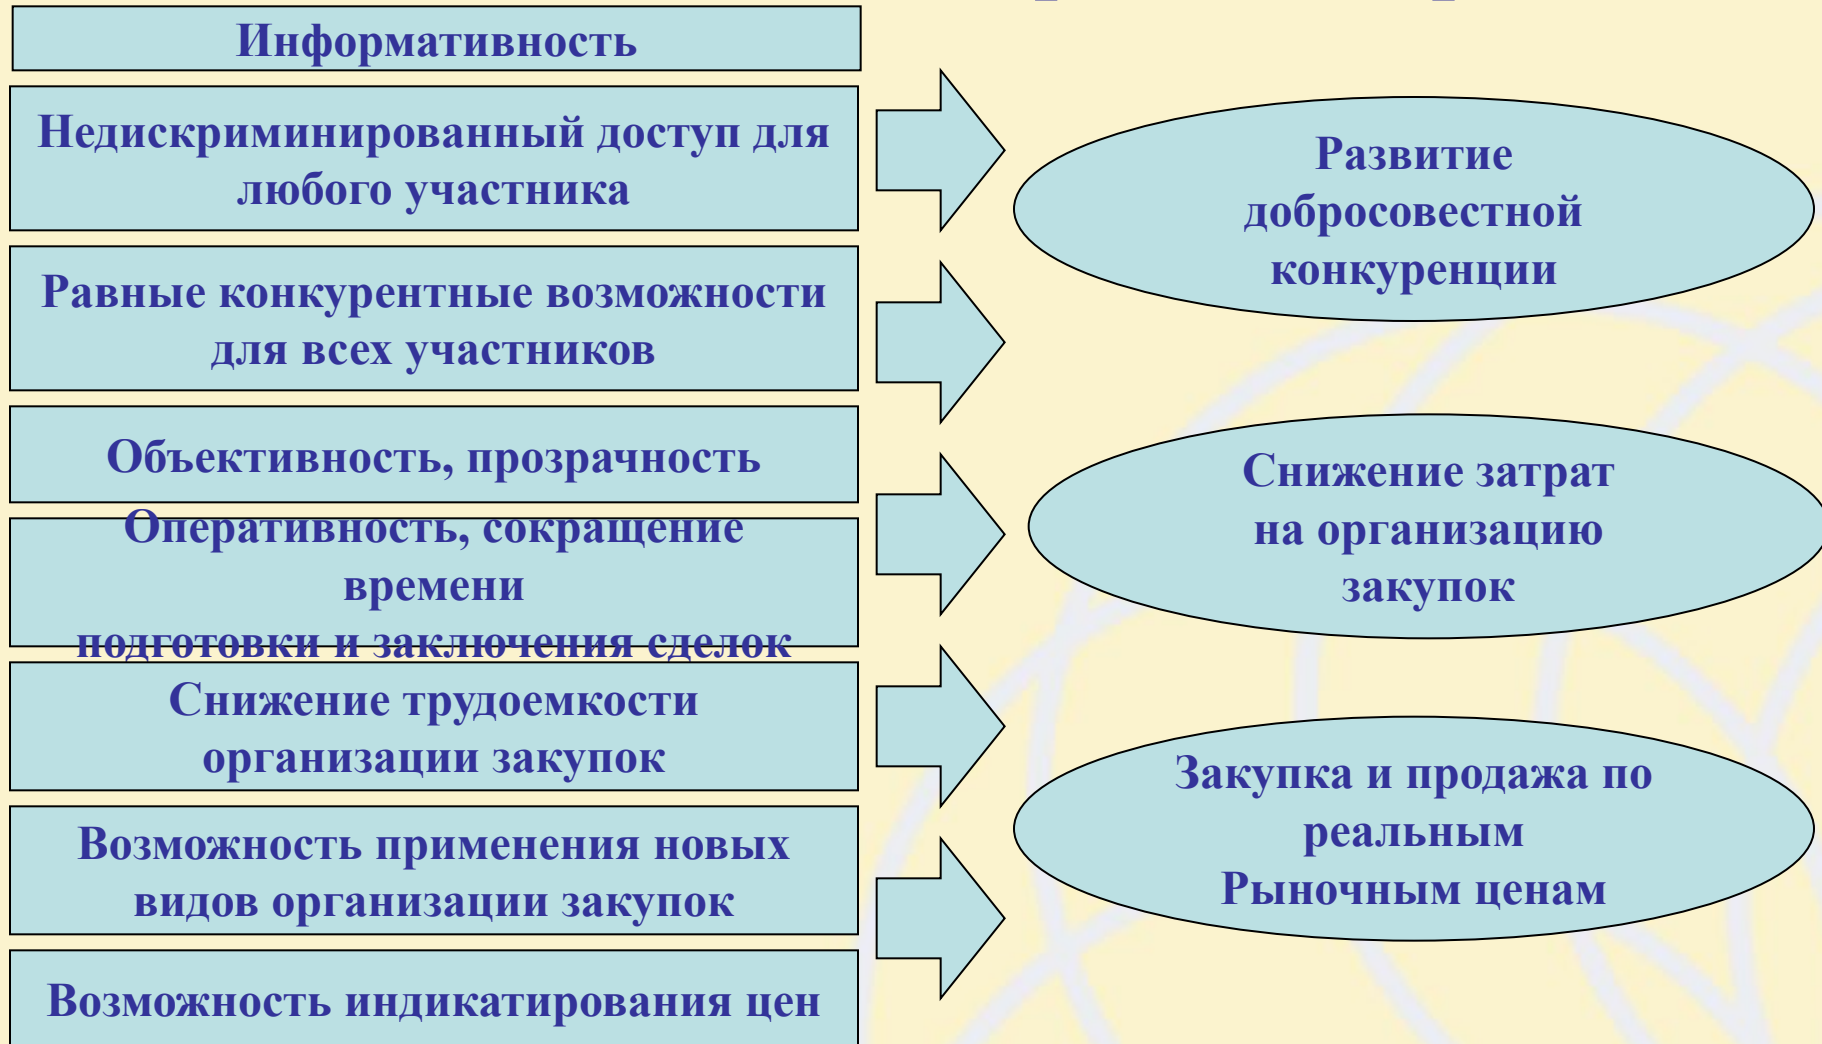 Информативность
Недискриминированный доступ для
любого участника
Равные конкурентные возможности
для всех участников
Объективность, прозрачность
Оперативность, сокращение
времени
подготовки и заключения сделок
Снижение трудоемкости
организации закупок
Возможность применения новых
видов организации закупок
Возможность индикатирования цен
Развитие
добросовестной
конкуренции
Снижение затрат
на организацию
закупок
Закупка и продажа по
реальным
Рыночным ценам